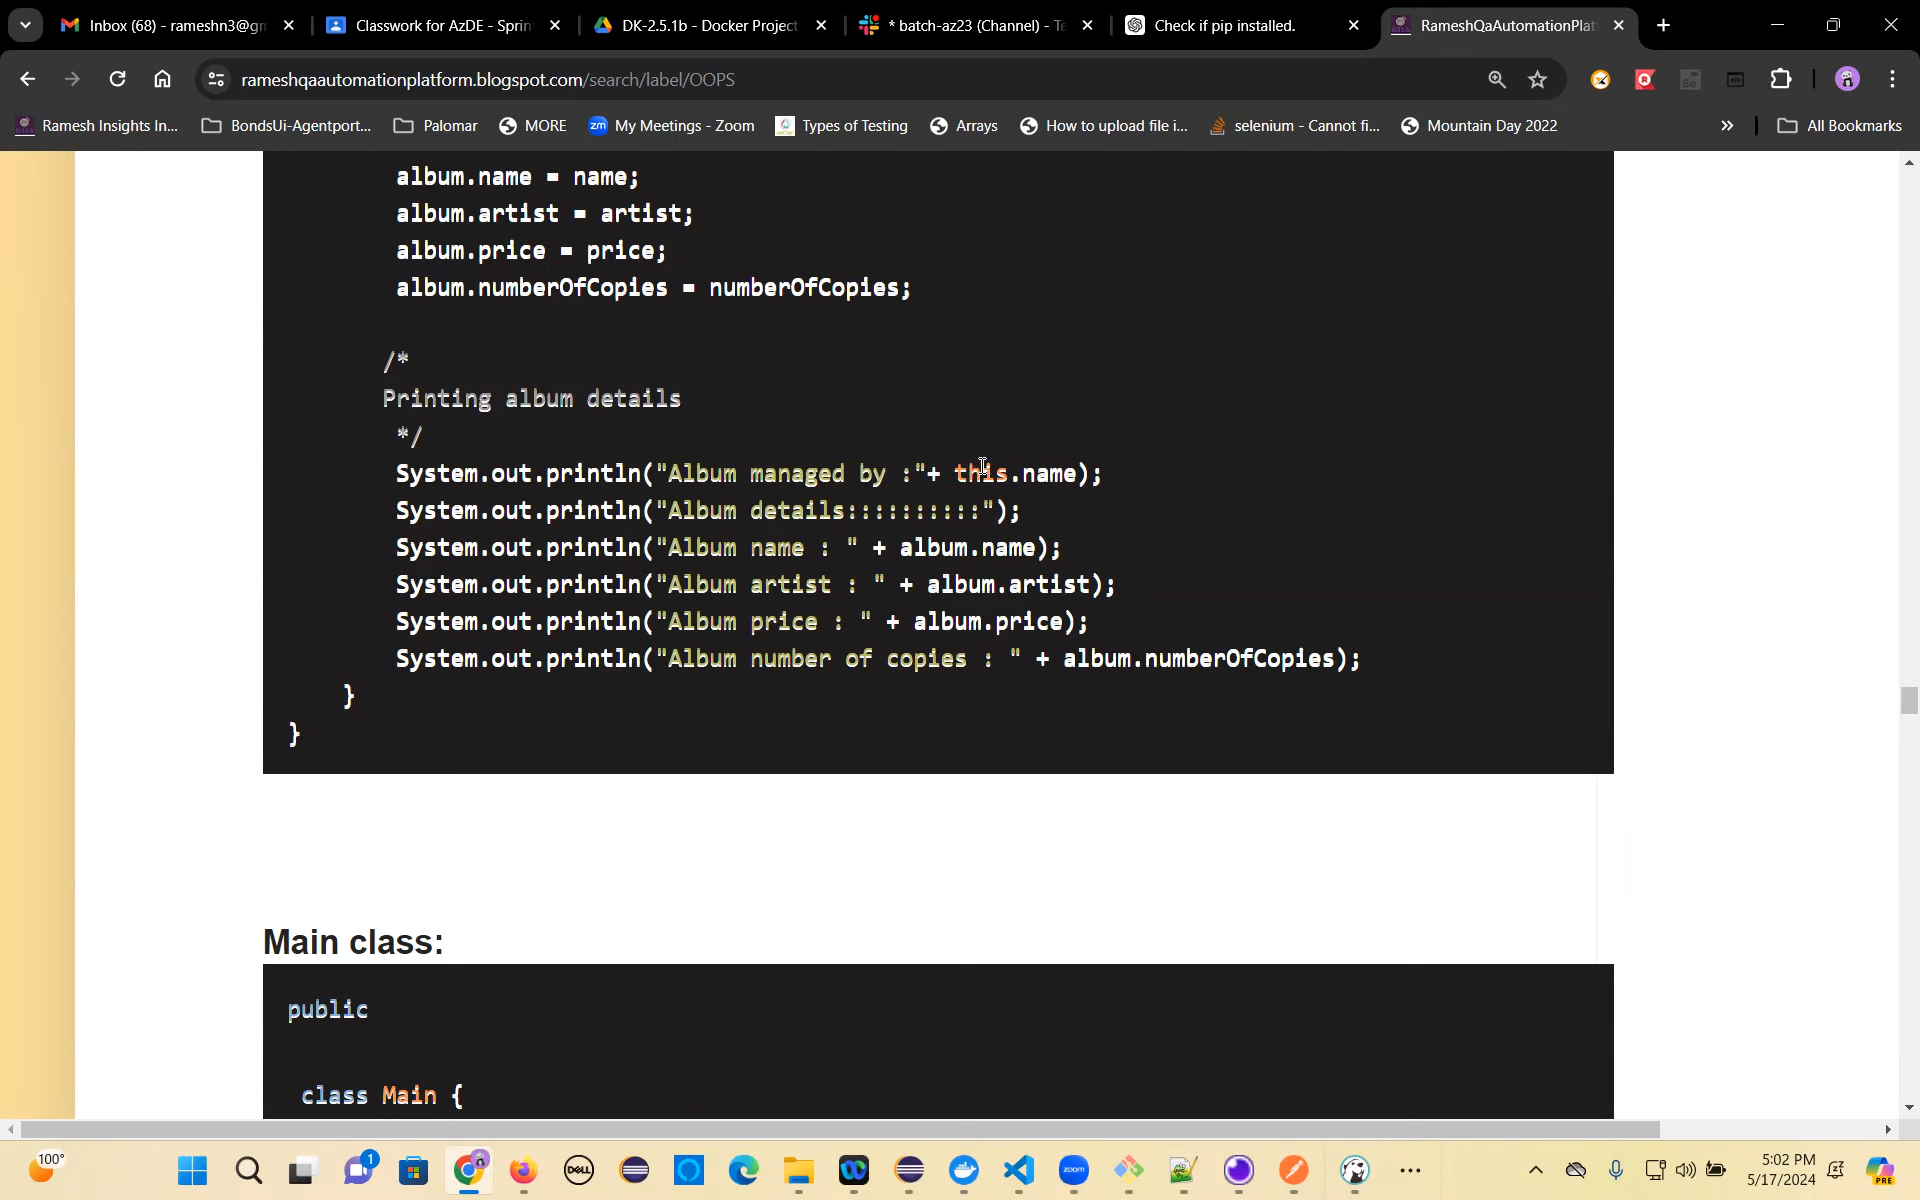 Inbox (68) - rameshn3@gm
Classwork for AzDE - Sprin
DK-2.5.1b - Docker Project
* batch-az23 (Channel) - Te
Check if pip installed.
RameshQaAutomationPlat
rameshqaautomationplatform.blogspot.com/search/label/OOPS
Ramesh Insights In...
BondsUi-Agentport...
Palomar
MORE
zm My Meetings - Zoom
Types of Testing
Arrays
How to upload file i...
selenium - Cannot fi...
Mountain Day 2022
All Bookmarks
album.name = name;
album.artist = artist;
album.price = price;
album.numberOfCopies = numberOfCopies;
/*
Printing album details
*/
System.out.println("Album managed by :"+ this.name);
System.out.println("Album details::::::::::");
System.out.println("Album name : " + album.name);
System.out.println("Album artist : " + album.artist);
System.out.println("Album price : " + album.price);
System.out.println("Album number of copies : " + album.numberOfCopies);
}
}
Main class:
public
class Main {
100°
1
DELL
zoom
5:02 PM
5/17/2024
PRE